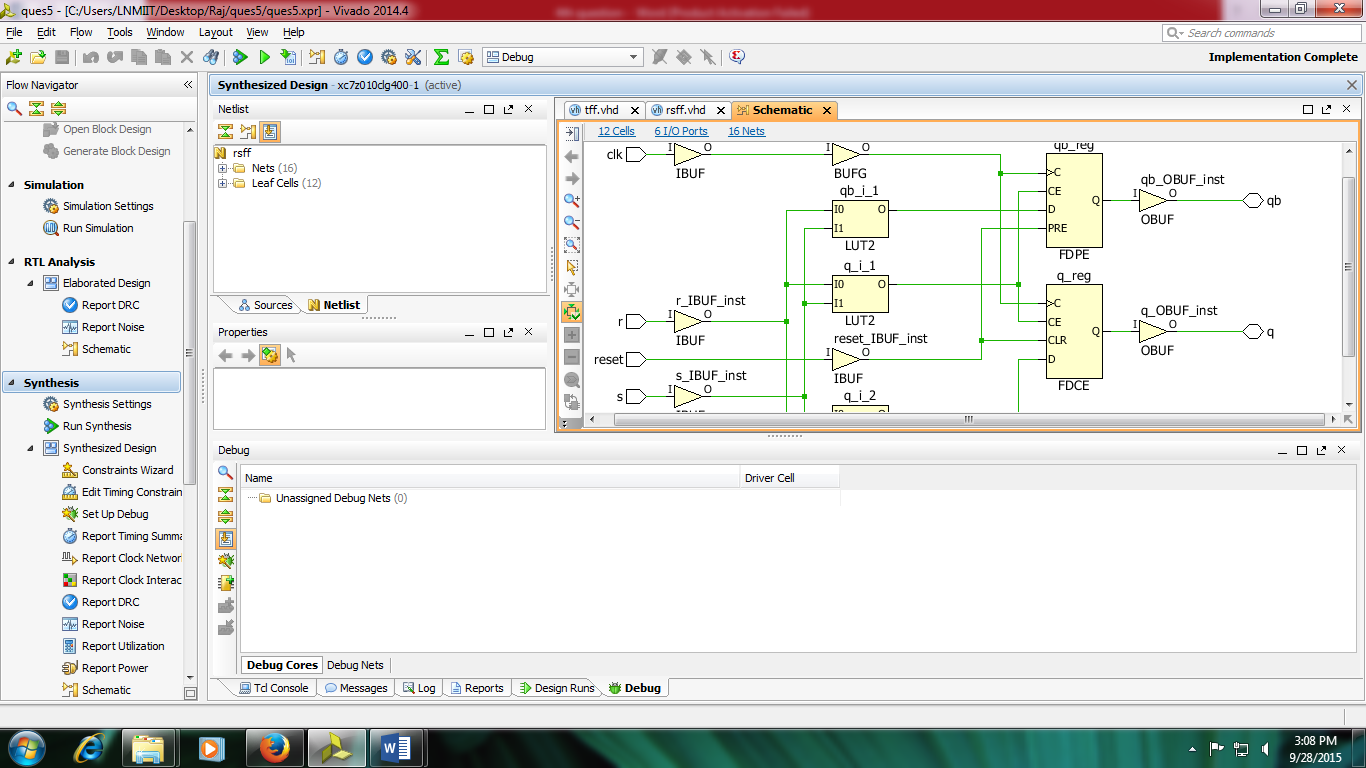 ques5 - [C:/Users/LNMIIT/Desktop/Raj/ques5/ques5.xpr] - Vivado 2014.4
File Edit Flow Tools Window Layout View Help
Search commands
Debug
Implementation Complete
Flow Navigator
Open Block Design
Generate Block Design
Simulation
Simulation Settings
Run Simulation
RTL Analysis
Elaborated Design
Report DRC
Report Noise
Schematic
Synthesis
Synthesis Settings
Run Synthesis
Synthesized Design
Constraints Wizard
Edit Timing Constrain
Set Up Debug
Report Timing Summa
Report Clock Networ
Report Clock Interac
Report DRC
Report Noise
Report Utilization
Report Power
Schematic
Synthesized Design - xc7z010clg400-1 (active)
Netlist
rsff
Nets (16)
Leaf Cells (12)
Sources Netlist
Properties
tff.vhd rsff.vhd Schematic
12 Cells 6 I/O Ports 16 Nets
clk I O IBUF
I O BUFG
qb_i_1
I0 O
I1
LUT2
q_i_1
I0 O
I1
LUT2
r_IBUF_inst
r I O
IBUF
reset_IBUF_inst
reset I O
IBUF
s_IBUF_inst
s I O
q_i_2
qb_reg
C
CE
D Q
PRE
FDPE
qb_OBUF_inst
I O qb
OBUF
q_reg
C
CE Q
CLR
D
FDCE
q_OBUF_inst
I O q
OBUF
Debug
Name Driver Cell
Unassigned Debug Nets (0)
Debug Cores Debug Nets
Tcl Console Messages Log Reports Design Runs Debug
3:08 PM
9/28/2015